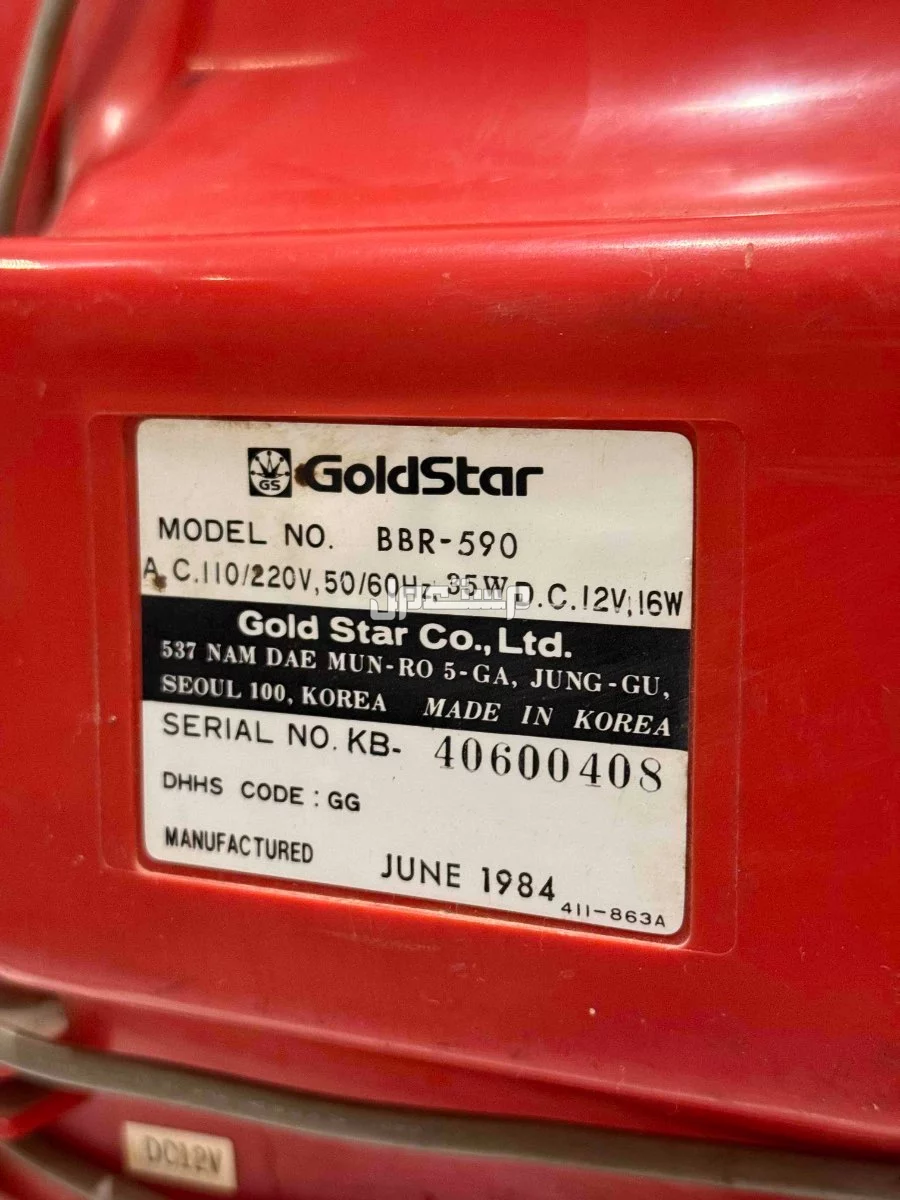 GS GoldStar
MODEL NO. BBR-590
A.C.110/220V,50/60Hz,35W,D.C.12V,16W
مستعمل
Gold Star Co.,Ltd.
537 NAM DAE MUN-RO 5-GA, JUNG-GU,
SEOUL 100, KOREA MADE IN KOREA
SERIAL NO. KB- 40600408
DHHS CODE : GG
MANUFACTURED JUNE 1984
411-863A
DC12V